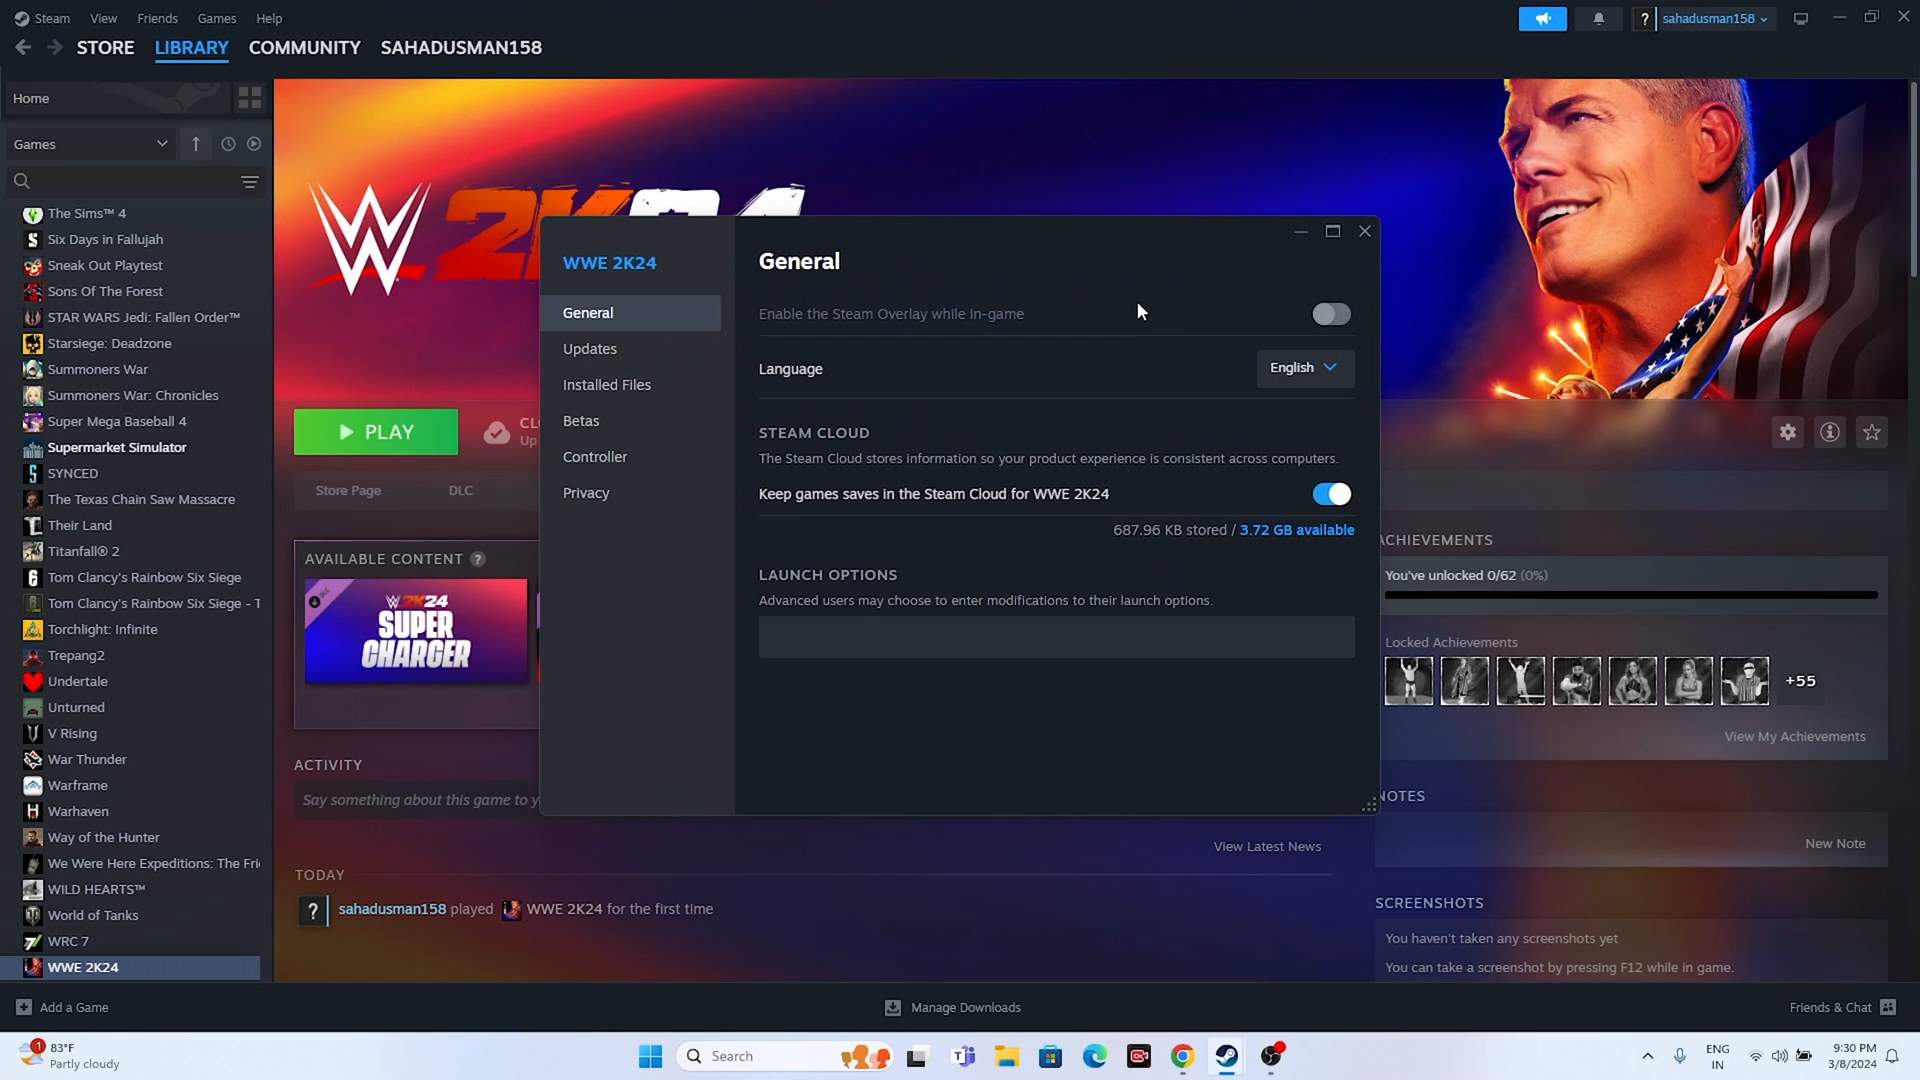 Steam View Friends Games Help
sahadusman158
STORE LIBRARY COMMUNITY SAHADUSMAN158
Home
Games
The Sims™ 4
Six Days in Fallujah
Sneak Out Playtest
Sons Of The Forest
STAR WARS Jedi: Fallen Order™
Starsiege: Deadzone
Summoners War
Summoners War: Chronicles
Super Mega Baseball 4
Supermarket Simulator
SYNCED
The Texas Chain Saw Massacre
Their Land
Titanfall® 2
Tom Clancy's Rainbow Six Siege
Tom Clancy's Rainbow Six Siege - T
Torchlight: Infinite
Trepang2
Undertale
Unturned
V Rising
War Thunder
Warframe
Warhaven
Way of the Hunter
We Were Here Expeditions: The Fri
WILD HEARTS™
World of Tanks
WRC 7
WWE 2K24
W 2K24
PLAY
CL
Up
Store Page DLC
AVAILABLE CONTENT ?
DLC
W 2K24
SUPER
CHARGER
ACTIVITY
Say something about this game to y
View Latest News
TODAY
? sahadusman158 played WWE 2K24 for the first time
WWE 2K24
General
Updates
Installed Files
Betas
Controller
Privacy
General
Enable the Steam Overlay while in-game
Language English
STEAM CLOUD
The Steam Cloud stores information so your product experience is consistent across computers.
Keep games saves in the Steam Cloud for WWE 2K24
687.96 KB stored / 3.72 GB available
LAUNCH OPTIONS
Advanced users may choose to enter modifications to their launch options.
ACHIEVEMENTS
You've unlocked 0/62 (0%)
Locked Achievements
+55
View My Achievements
NOTES
New Note
SCREENSHOTS
You haven't taken any screenshots yet
You can take a screenshot by pressing F12 while in game.
Add a Game
Manage Downloads
Friends & Chat
1
83°F
Partly cloudy
Search
ENG
IN
9:30 PM
3/8/2024